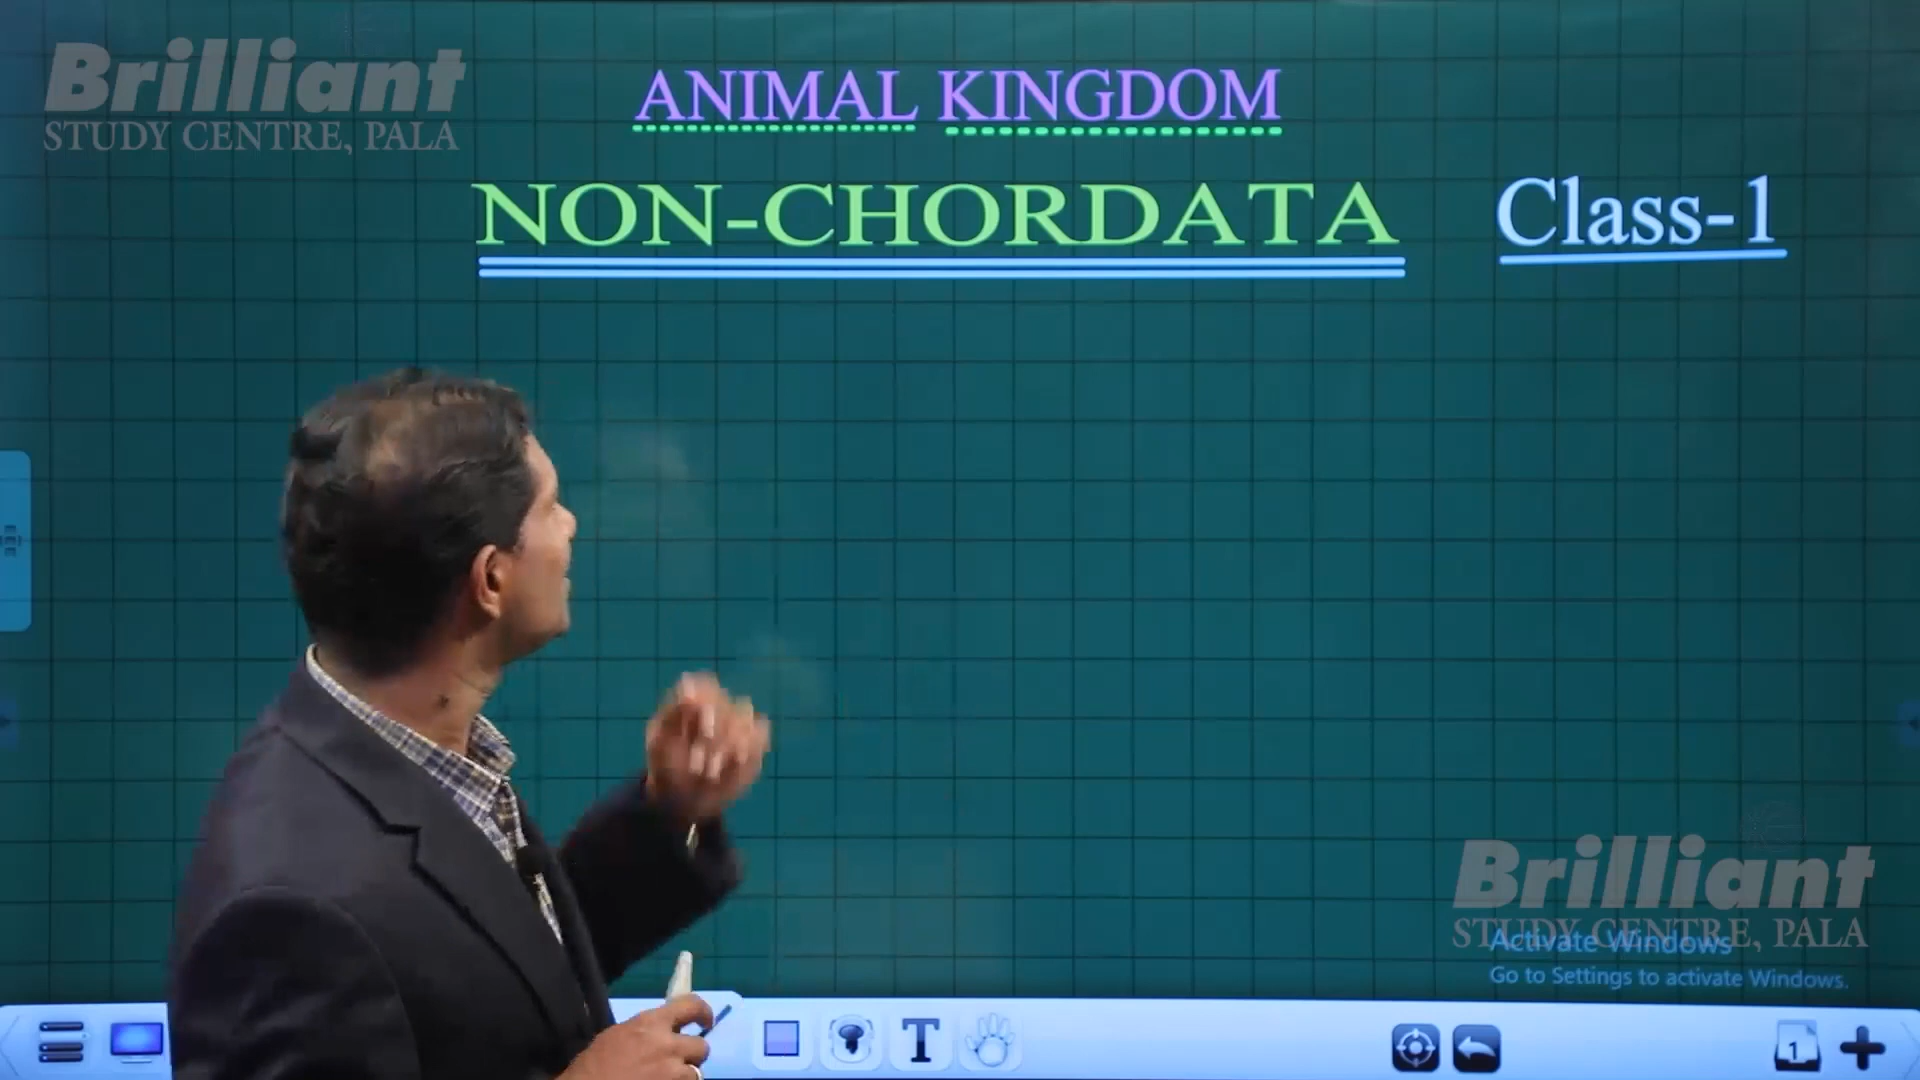 Brilliant
STUDY CENTRE, PALA
ANIMAL KINGDOM
NON-CHORDATA
Class-1
Brilliant
STUDY CENTRE, PALA
Activate Windows
Go to Settings to activate Windows.
T
1